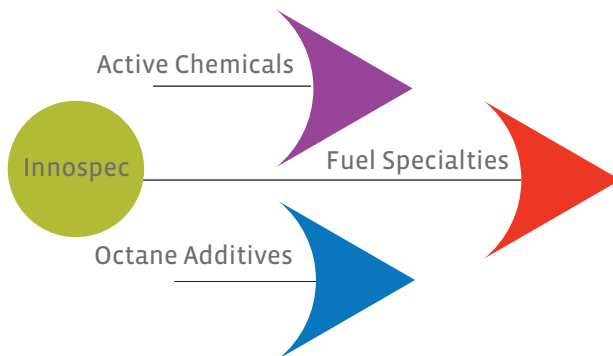 Active Chemicals
Innospec
Fuel Specialties
Octane Additives